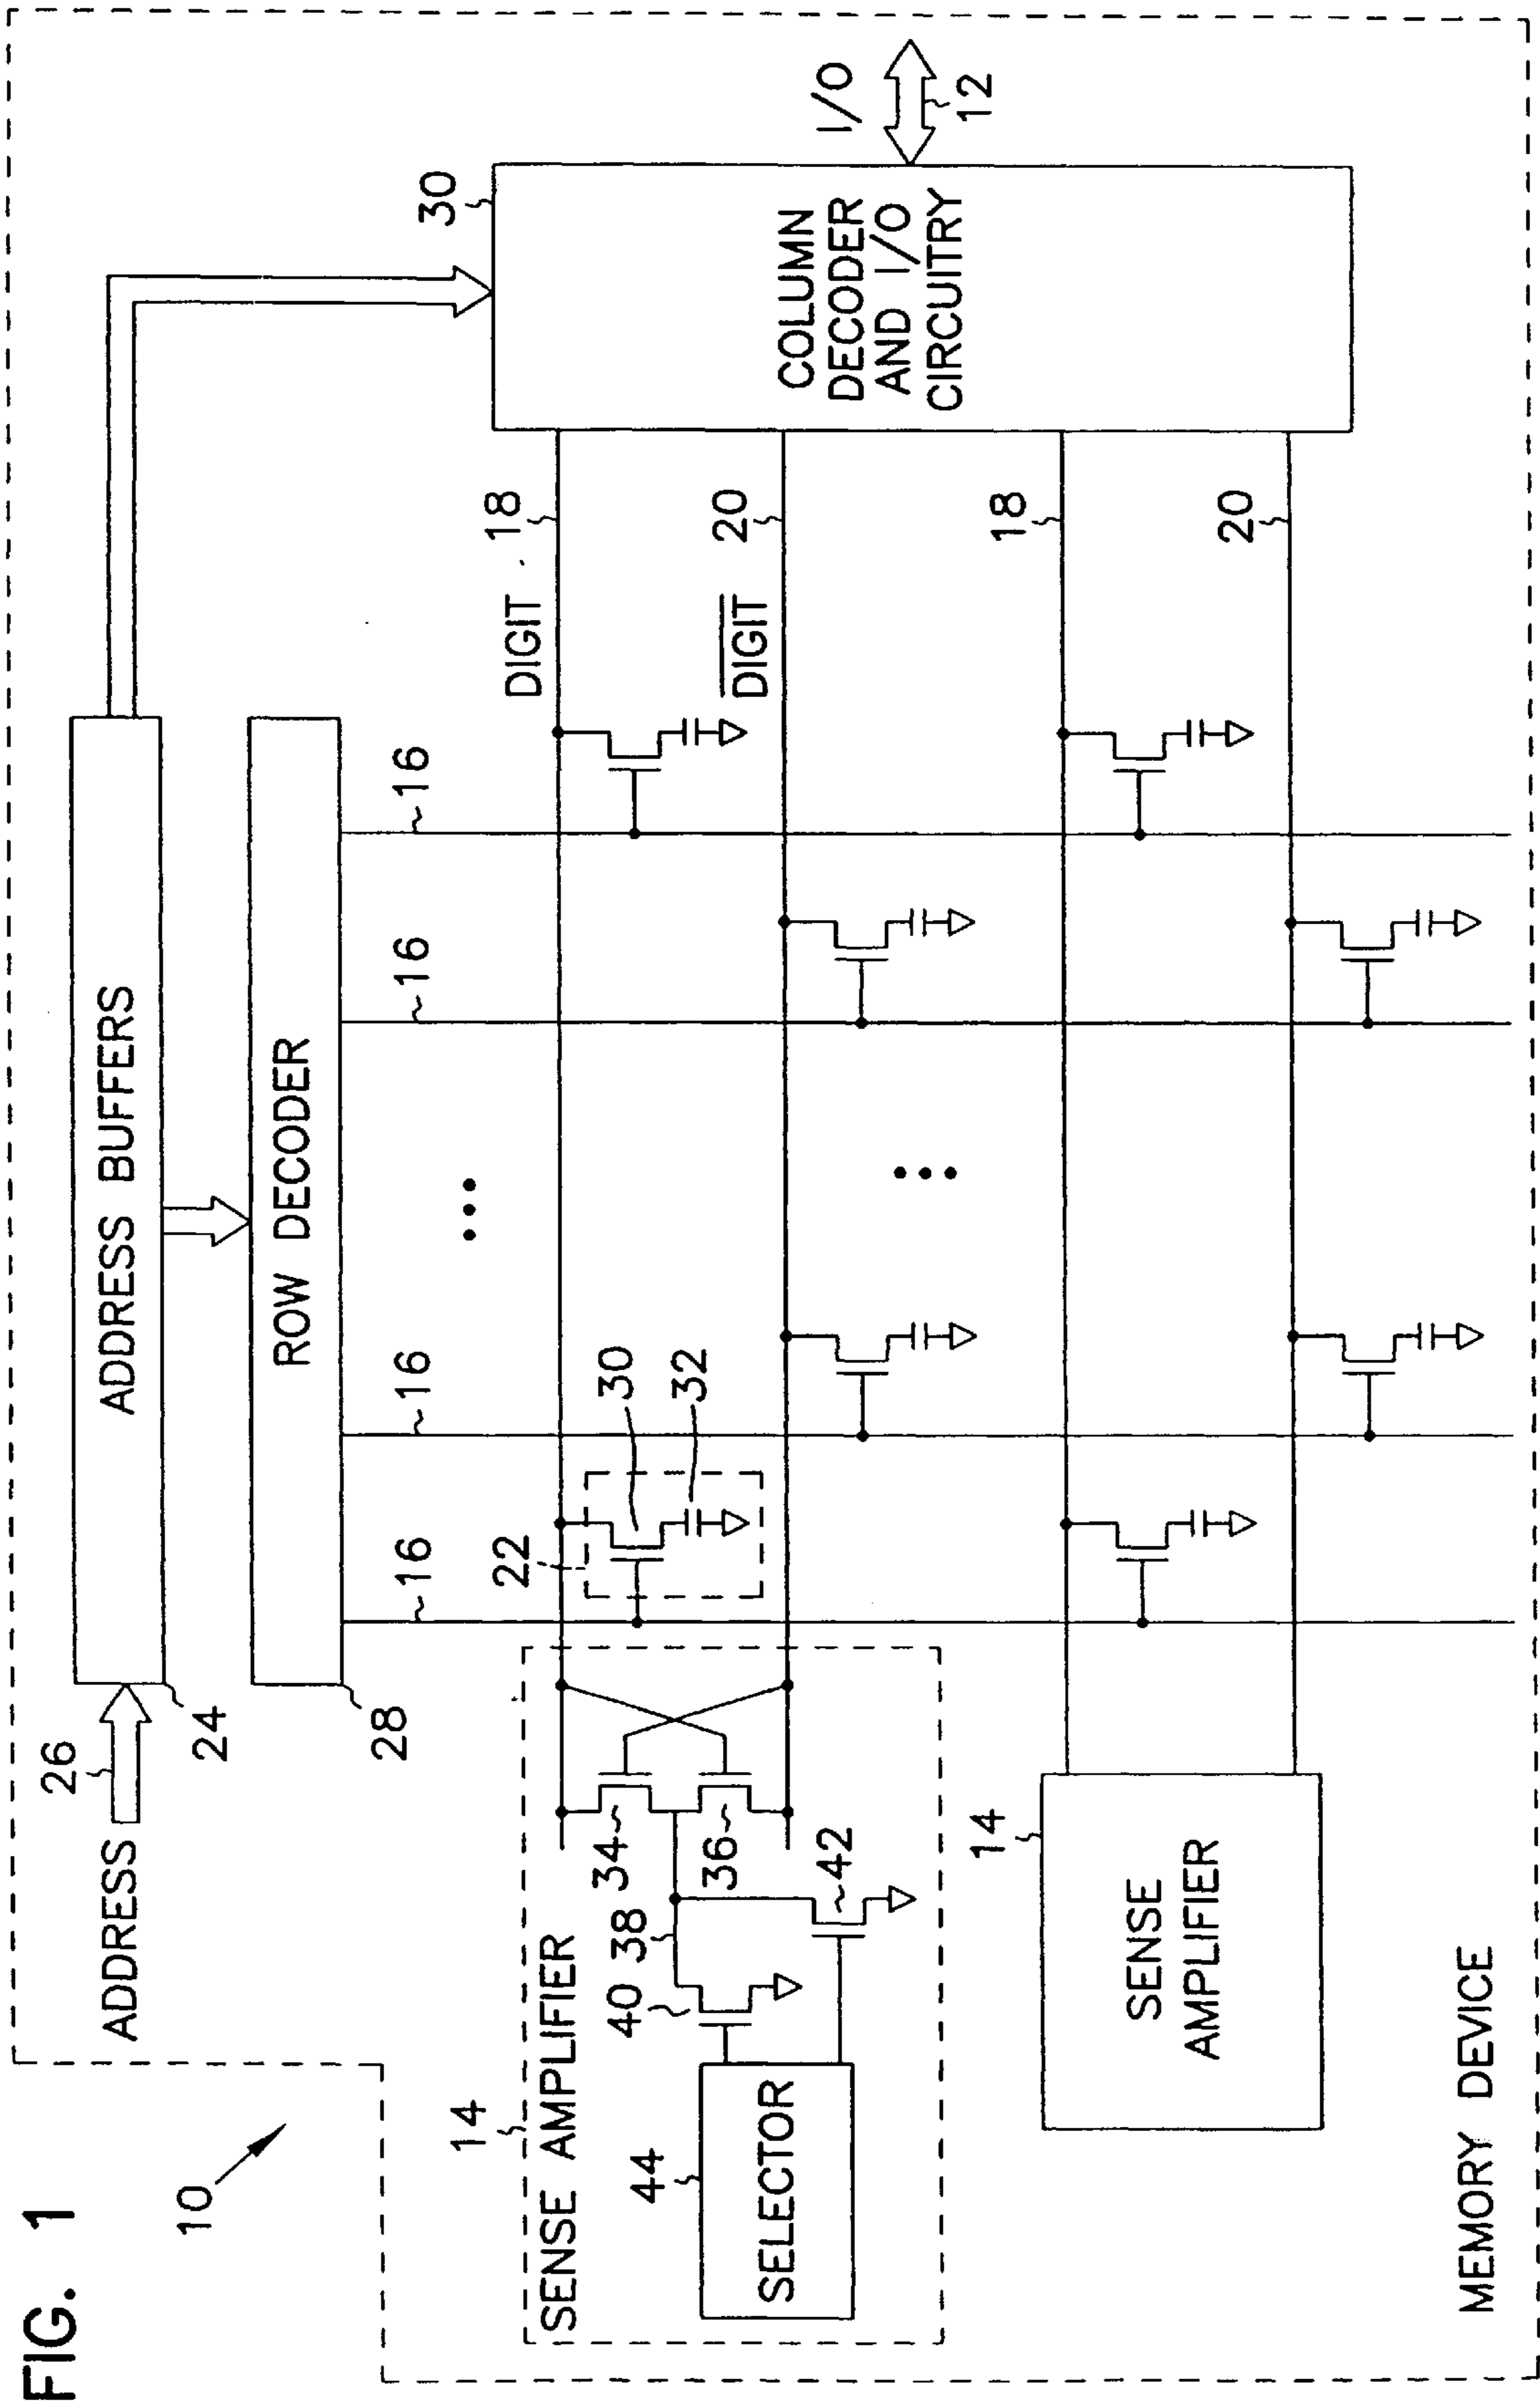 FIG. 1
10
ADDRESS
26
ADDRESS BUFFERS
24
ROW DECODER
28
16
16
16
16
30
COLUMN
DECODER
AND I/O
CIRCUITRY
I/O
12
DIGIT
18
DIGIT
20
18
20
22
30
32
14
SENSE AMPLIFIER
34
36
38
40
42
44
SELECTOR
14
SENSE
AMPLIFIER
MEMORY DEVICE